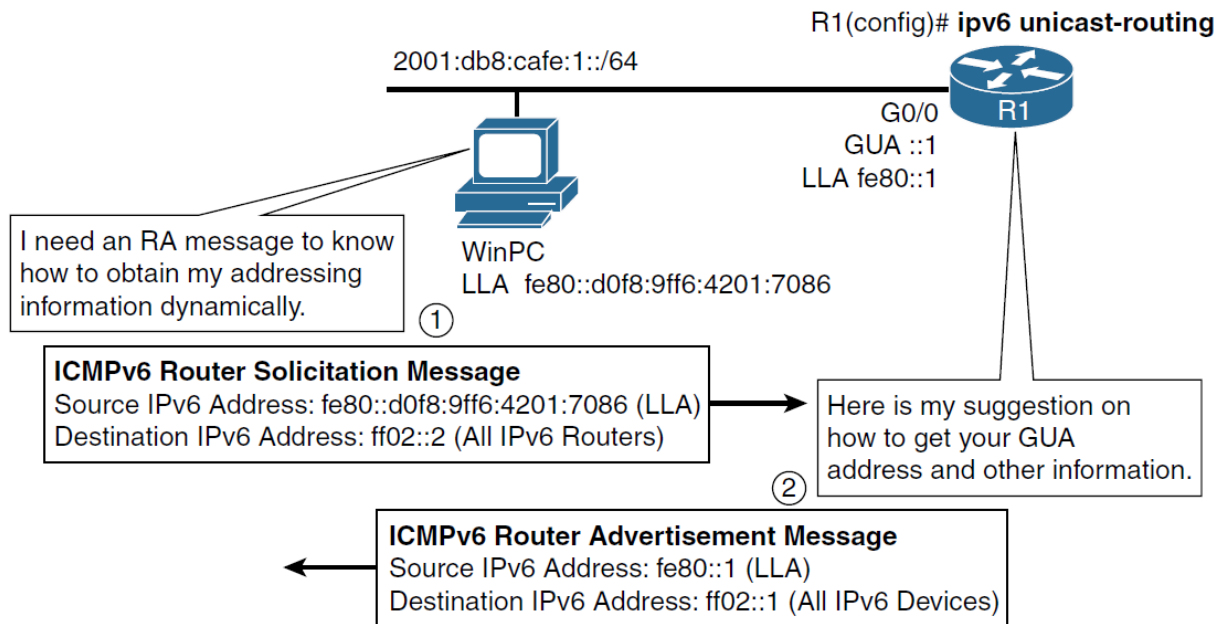 R1(config)# ipv6 unicast-routing
2001:db8:cafe:1::/64
R1
G0/0
GUA ::1
LLA fe80::1
I need an RA message to know
how to obtain my addressing
information dynamically.
WinPC
LLA fe80::d0f8:9ff6:4201:7086
1
ICMPv6 Router Solicitation Message
Source IPv6 Address: fe80::d0f8:9ff6:4201:7086 (LLA)
Destination IPv6 Address: ff02::2 (All IPv6 Routers)
Here is my suggestion on
how to get your GUA
address and other information.
2
ICMPv6 Router Advertisement Message
Source IPv6 Address: fe80::1 (LLA)
Destination IPv6 Address: ff02::1 (All IPv6 Devices)